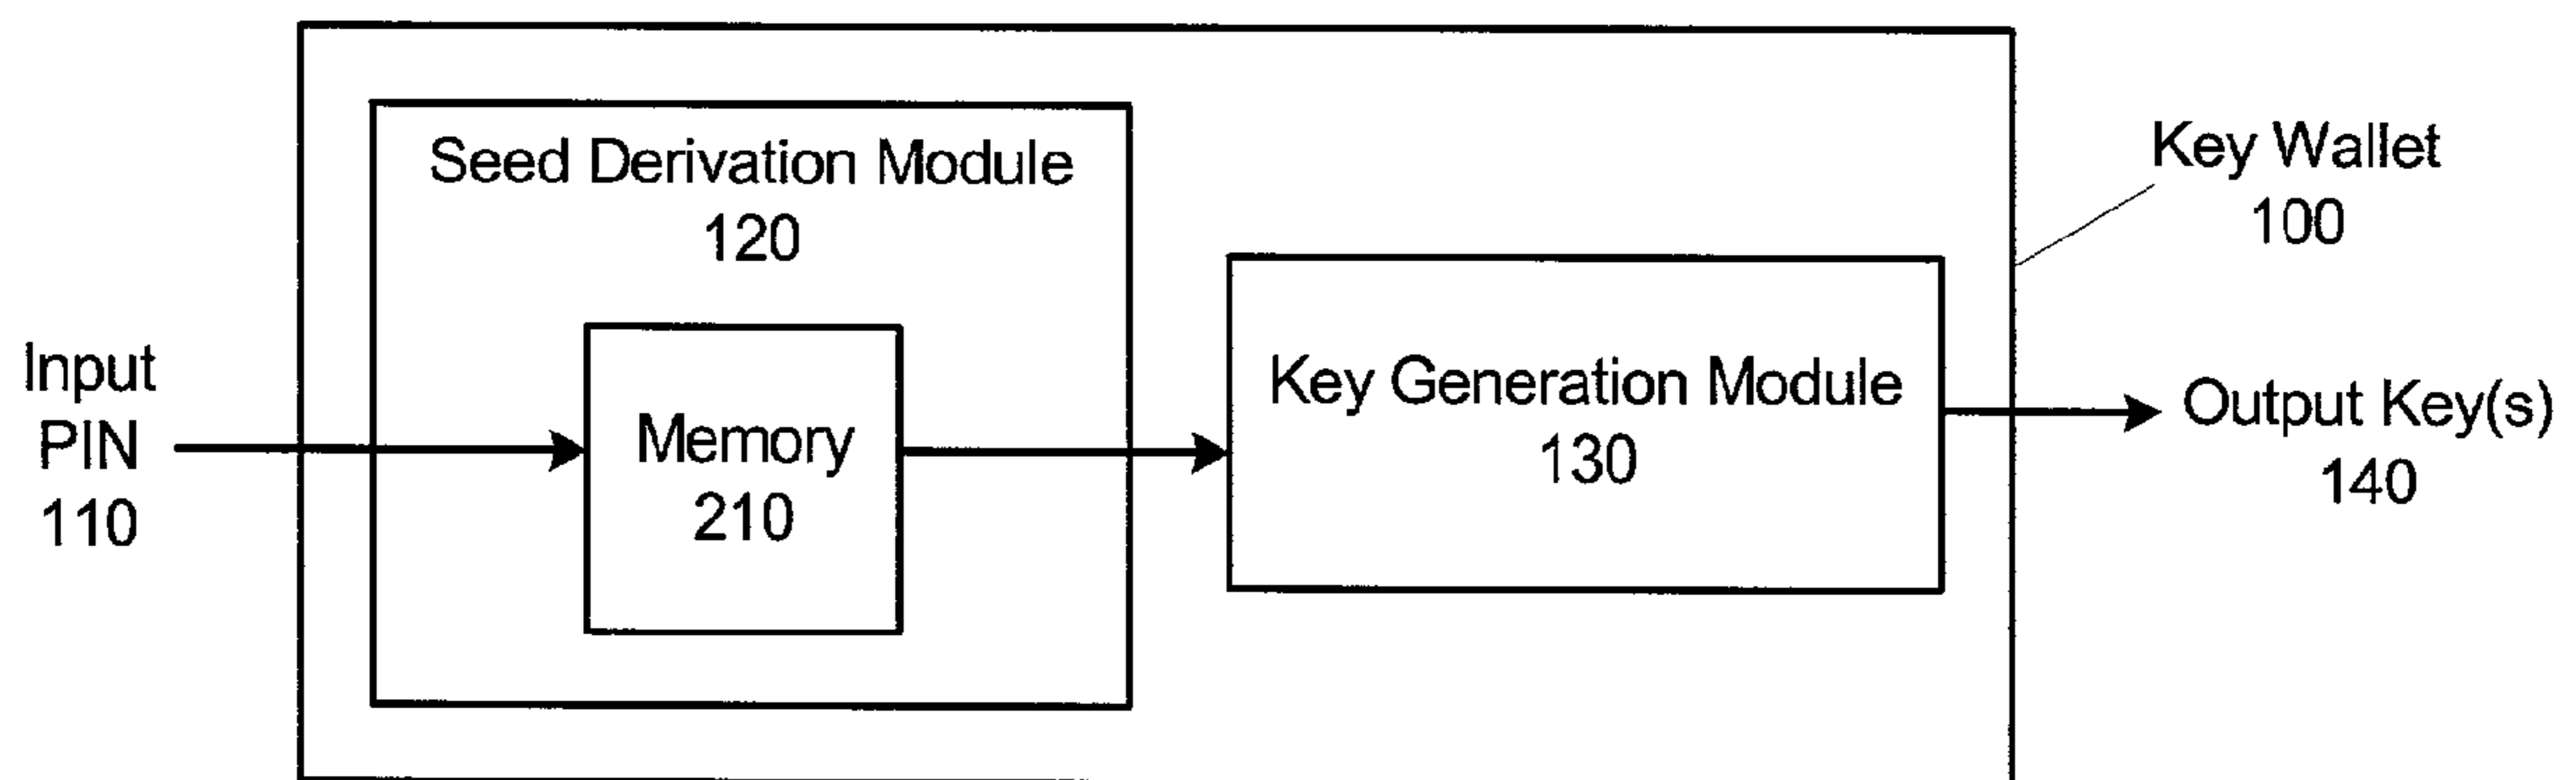 Seed Derivation Module
120
Key Wallet
100
Input
PIN
110
Memory
210
Key Generation Module
130
Output Key(s)
140